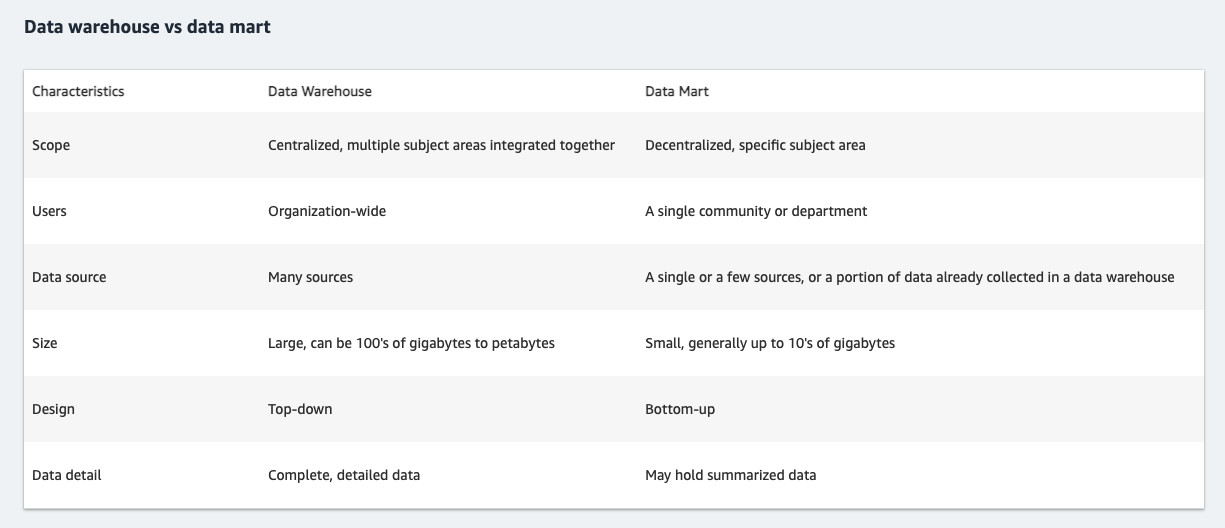 Data warehouse vs data mart
Characteristics Data Warehouse Data Mart
Scope Centralized, multiple subject areas integrated together Decentralized, specific subject area
Users Organization-wide A single community or department
Data source Many sources A single or a few sources, or a portion of data already collected in a data warehouse
Size Large, can be 100's of gigabytes to petabytes Small, generally up to 10's of gigabytes
Design Top-down Bottom-up
Data detail Complete, detailed data May hold summarized data